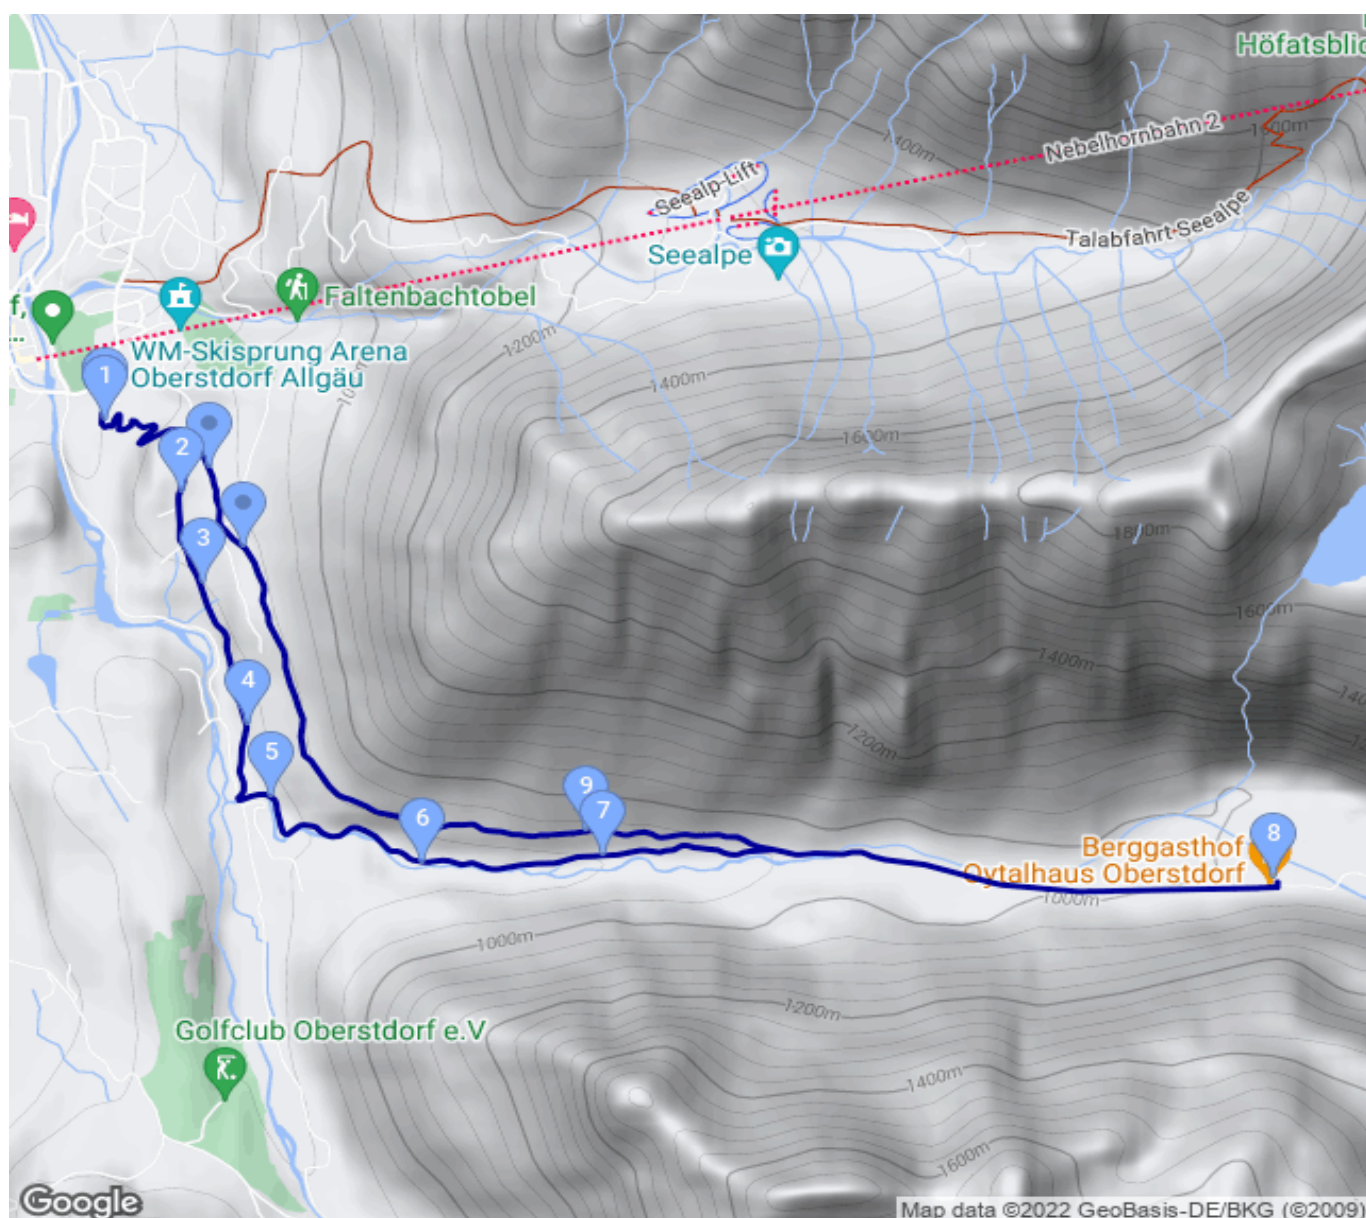 Höfatsblic
1600m
1400m
Nebelhornbahn 2
Seealp-Lift
Talabfahrt-Seealpe
Seealpe
f,
...
Faltenbachtobel
1200m
WM-Skisprung Arena
Oberstdorf Allgäu
1
1400m
2
1600m
3
1800m
1600m
4
1400m
5
1200m
9
7
6
8
Berggasthof
Oytalhaus Oberstdorf
1000m
1000m
1200m
Golfclub Oberstdorf e.V
1400m
1600m
Google
Map data ©2022 GeoBasis-DE/BKG (©2009)